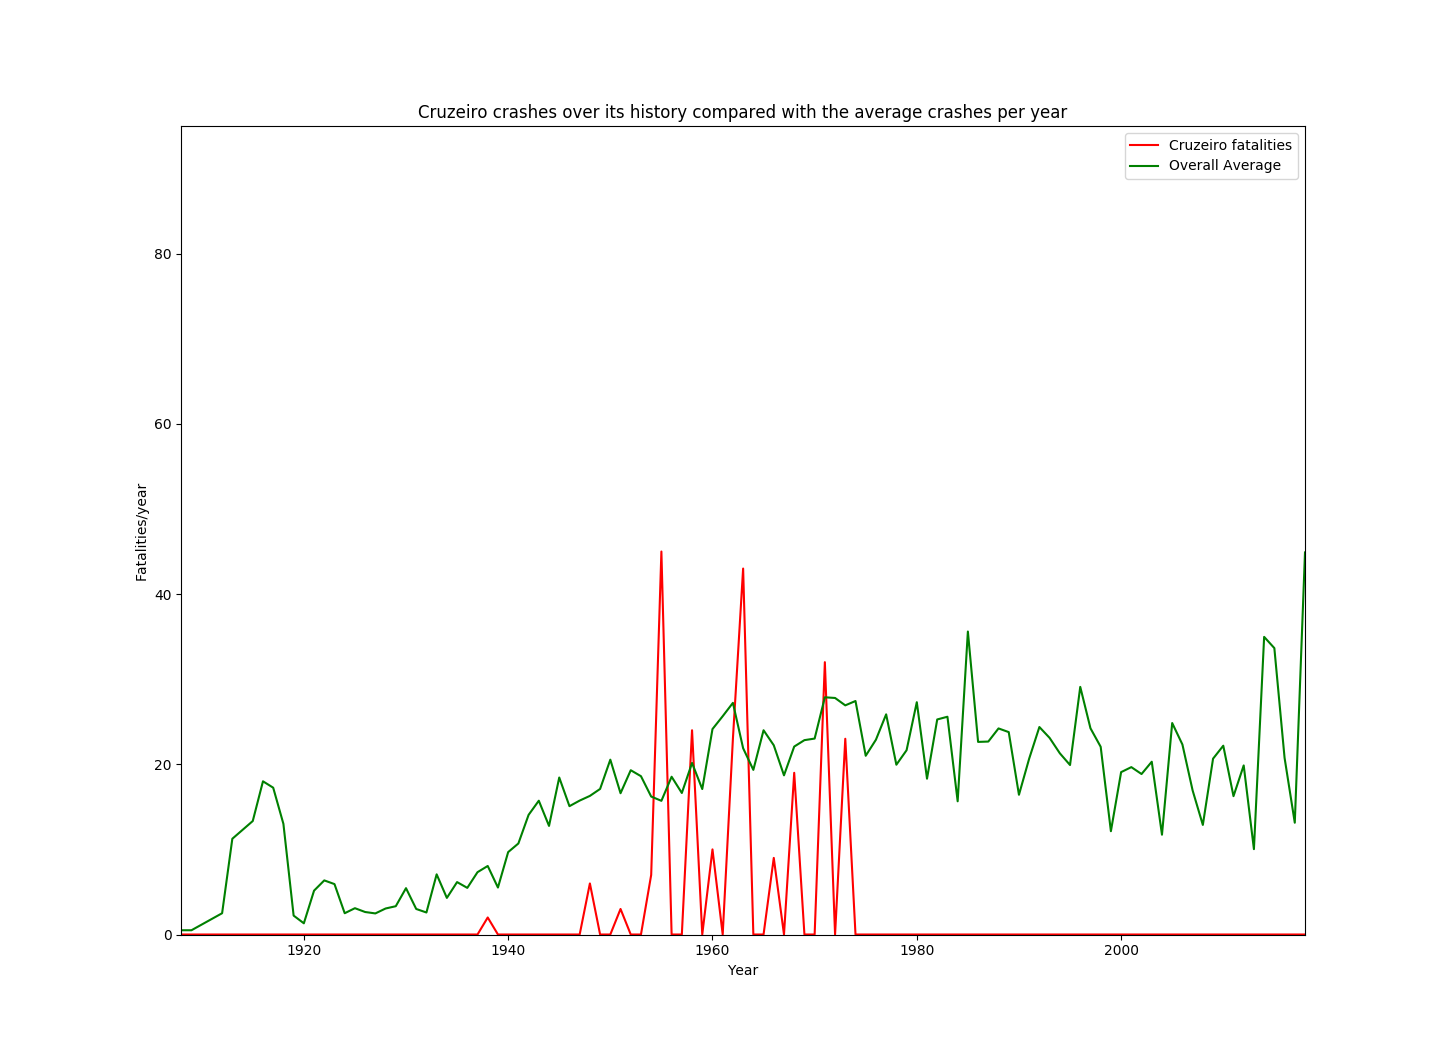 Cruzeiro crashes over its history compared with the average crashes per year
Cruzeiro fatalities
Overall Average
80
60
40
20
0
Fatalities/year
1920 1940 1960 1980 2000
Year